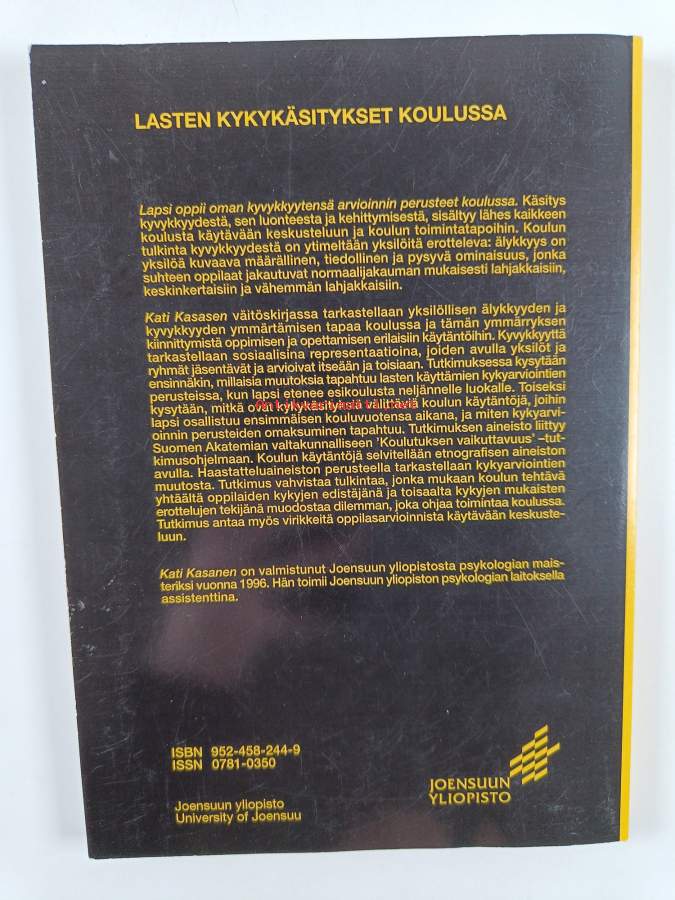 LASTEN KYKYKÄSITYKSET KOULUSSA
Lapsi oppii oman kyvykkyytensä arvioinnin perusteet koulussa. Käsitys
kyvykkyydestä, sen luonteesta ja kehittymisestä, sisältyy lähes kaikkeen
koulusta käytävään keskusteluun ja koulun toimintatapoihin. Koulun
tulkinta kyvykkyydestä on ytimeltään yksilöitä erotteleva: älykkyys on
yksilöä kuvaava määrällinen, tiedollinen ja pysyvä ominaisuus, jonka
suhteen oppilaat jakautuvat normaalijakauman mukaisesti lahjakkaisiin,
keskinkertaisiin ja vähemmän lahjakkaisiin.
Kati Kasasen väitöskirjassa tarkastellaan yksilöllisen älykkyyden ja
kyvykkyyden ymmärtämisen tapaa koulussa ja tämän ymmärryksen
kiinnittymistä oppimisen ja opettamisen erilaisiin käytäntöihin. Kyvykkyyttä
tarkastellaan sosiaalisina representaatioina, joiden avulla yksilöt ja
ryhmät jäsentävät ja arvioivat itseään ja toisiaan. Tutkimuksessa kysytään
ensinnäkin, millaisia muutoksia tapahtuu lasten käyttämien kykyarviointien
perusteissa, kun lapsi etenee esikoulusta neljännelle luokalle. Toiseksi
kysytään, mitkä ovat kykykäsityksiä välittäviä koulun käytäntöjä, joihin
lapsi osallistuu ensimmäisen kouluvuotensa aikana, ja miten kykyarvi-
oinnin perusteiden omaksuminen tapahtuu. Tutkimuksen aineisto liittyy
Suomen Akatemian valtakunnalliseen 'Koulutuksen vaikuttavuus' –tut-
kimusohjelmaan. Koulun käytäntöjä selvitellään etnografisen aineiston
avulla. Haastatteluaineiston perusteella tarkastellaan kykyarviointien
muutosta. Tutkimus vahvistaa tulkintaa, jonka mukaan koulun tehtävä
yhtäältä oppilaiden kykyjen edistäjänä ja toisaalta kykyjen mukaisten
erottelujen tekijänä muodostaa dilemman, joka ohjaa toimintaa koulussa.
Tutkimus antaa myös virikkeitä oppilasarvioinnista käytävään keskuste-
luun.
Kati Kasanen on valmistunut Joensuun yliopistosta psykologian mais-
teriksi vuonna 1996. Hän toimii Joensuun yliopiston psykologian laitoksella
assistenttina.
ISBN 952-458-244-9
ISSN 0781-0350
JOENSUUN
YLIOPISTO
Joensuun yliopisto
University of Joensuu